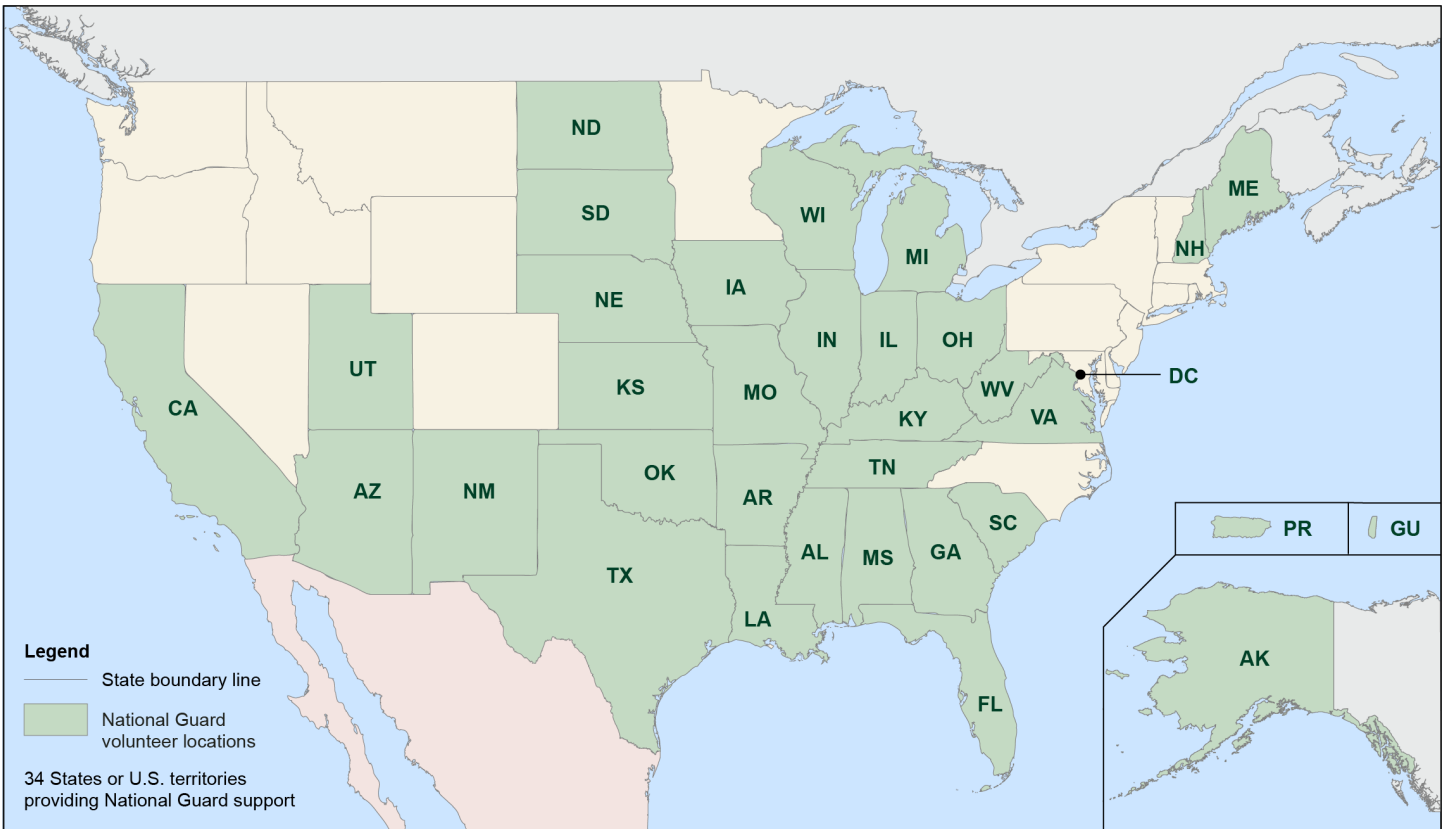 ND
ME
SD
WI
NH
MI
IA
NE
IN
IL
OH
UT
DC
KS
MO
WV
CA
KY
VA
TN
OK
AZ
NM
AR
SC
PR
GU
AL
MS
GA
TX
LA
AK
FL
Legend
State boundary line
National Guard
volunteer locations
34 States or U.S. territories
providing National Guard support